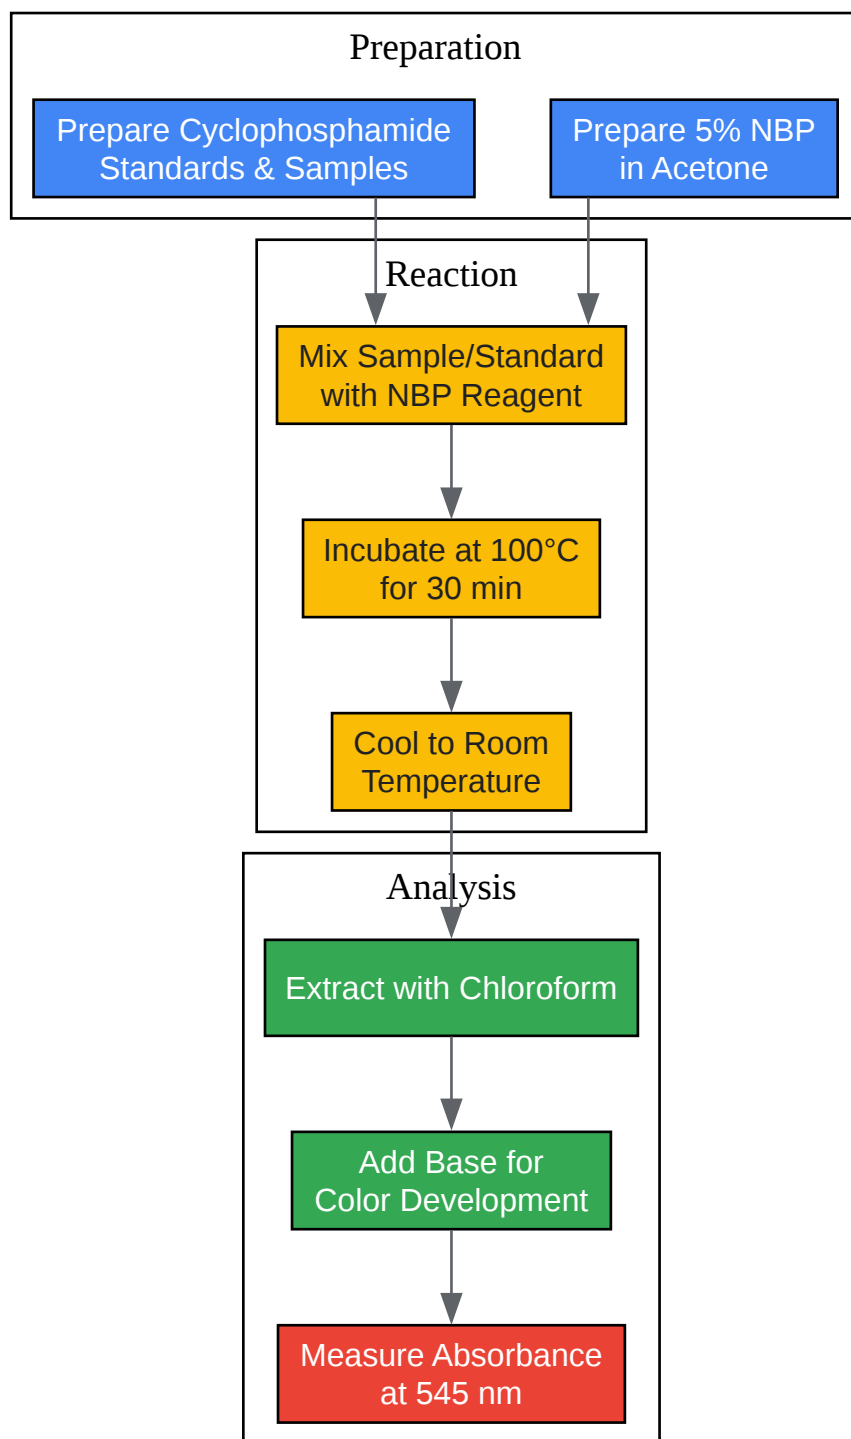 Preparation
Prepare Cyclophosphamide
Standards & Samples
Prepare 5% NBP
in Acetone
Reaction
Mix Sample/Standard
with NBP Reagent
Incubate at 100°C
for 30 min
Cool to Room
Temperature
Analysis
Extract with Chloroform
Add Base for
Color Development
Measure Absorbance
at 545 nm